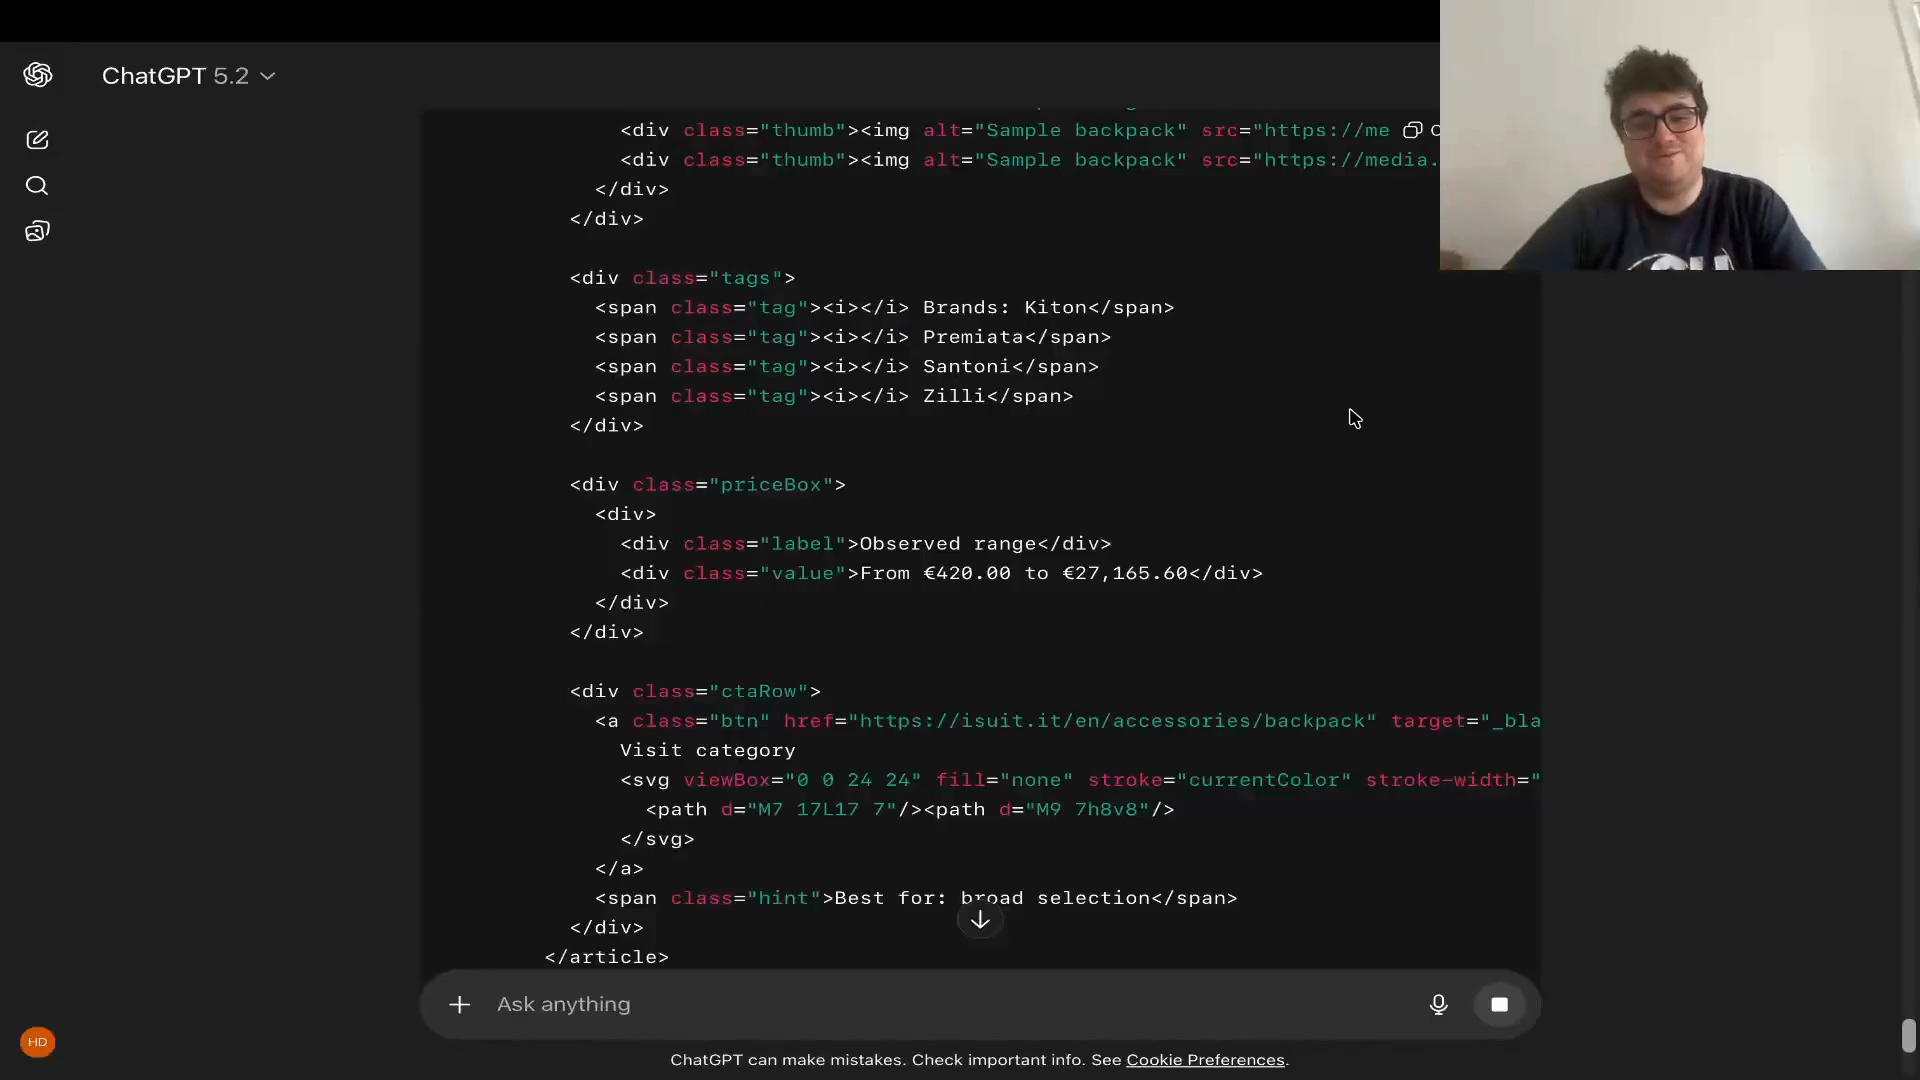 ChatGPT 5.2
<div class="thumb"><img alt="Sample backpack" src="https://me
<div class="thumb"><img alt="Sample backpack" src="https://media.
</div>
</div>
<div class="tags">
<span class="tag"><i></i> Brands: Kiton</span>
<span class="tag"><i></i> Premiata</span>
<span class="tag"><i></i> Santoni</span>
<span class="tag"><i></i> Zilli</span>
</div>
<div class="priceBox">
<div>
<div class="label">Observed range</div>
<div class="value">From €420.00 to €27,165.60</div>
</div>
</div>
<div class="ctaRow">
<a class="btn" href="https://isuit.it/en/accessories/backpack" target="_bla
Visit category
<svg viewBox="0 0 24 24" fill="none" stroke="currentColor" stroke-width="
<path d="M7 17L17 7"/><path d="M9 7h8v8"/>
</svg>
</a>
<span class="hint">Best for: broad selection</span>
</div>
</article>
Ask anything
HD
ChatGPT can make mistakes. Check important info. See Cookie Preferences.